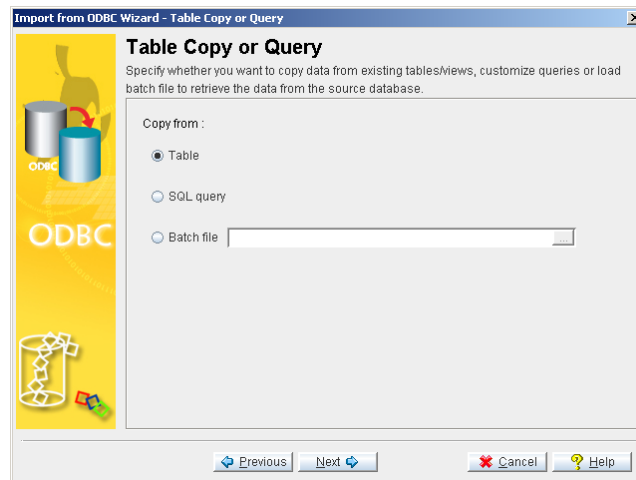 Import from ODBC Wizard - Table Copy or Query
Table Copy or Query
Specify whether you want to copy data from existing tables/views, customize queries or load
batch file to retrieve the data from the source database.
Copy from :
Table
SQL query
Batch file ...
ODBC
ODBC
Previous Next Cancel Help